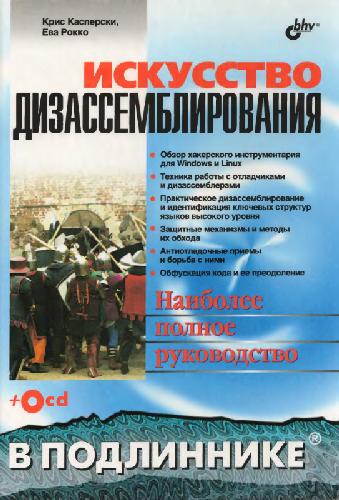 Крис Касперски,
Ева Рокко
bhv®
ИСКУССТВО
ДИЗАССЕМБЛИРОВАНИЯ
• Обзор хакерского инструментария
для Windows и Linux
• Техника работы с отладчиками
и дизассемблерами
• Практическое дизассемблирование
и идентификация ключевых структур
языков высокого уровня
• Защитные механизмы и методы
их обхода
• Антиотладочные приемы
и борьба с ними
• Обфускация кода и ее преодоление
Наиболее
полное
руководство
+ cd
В ПОДЛИННИКЕ®